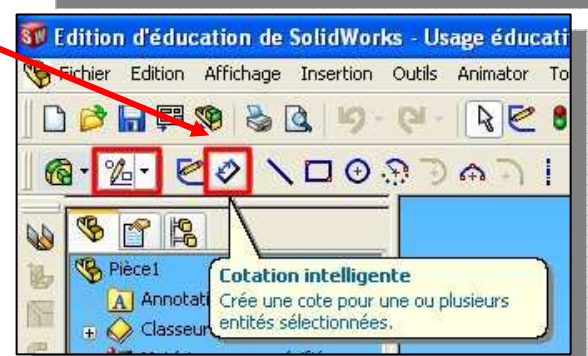 Edition d'éducation de SolidWorks - Usage éducati
Fichier Edition Affichage Insertion Outils Animator To
Pièce1
Annotati
Classeur
Cotation intelligente
Crée une cote pour une ou plusieurs
entités sélectionnées.